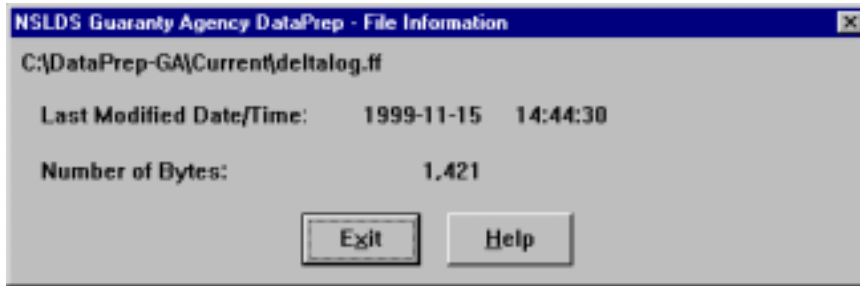 NSLDS Guaranty Agency DataPrep - File Information
C:\DataPrep-GA\Current\deltalog.ff
Last Modified Date/Time: 1999-11-15 14:44:30
Number of Bytes: 1,421
Exit Help